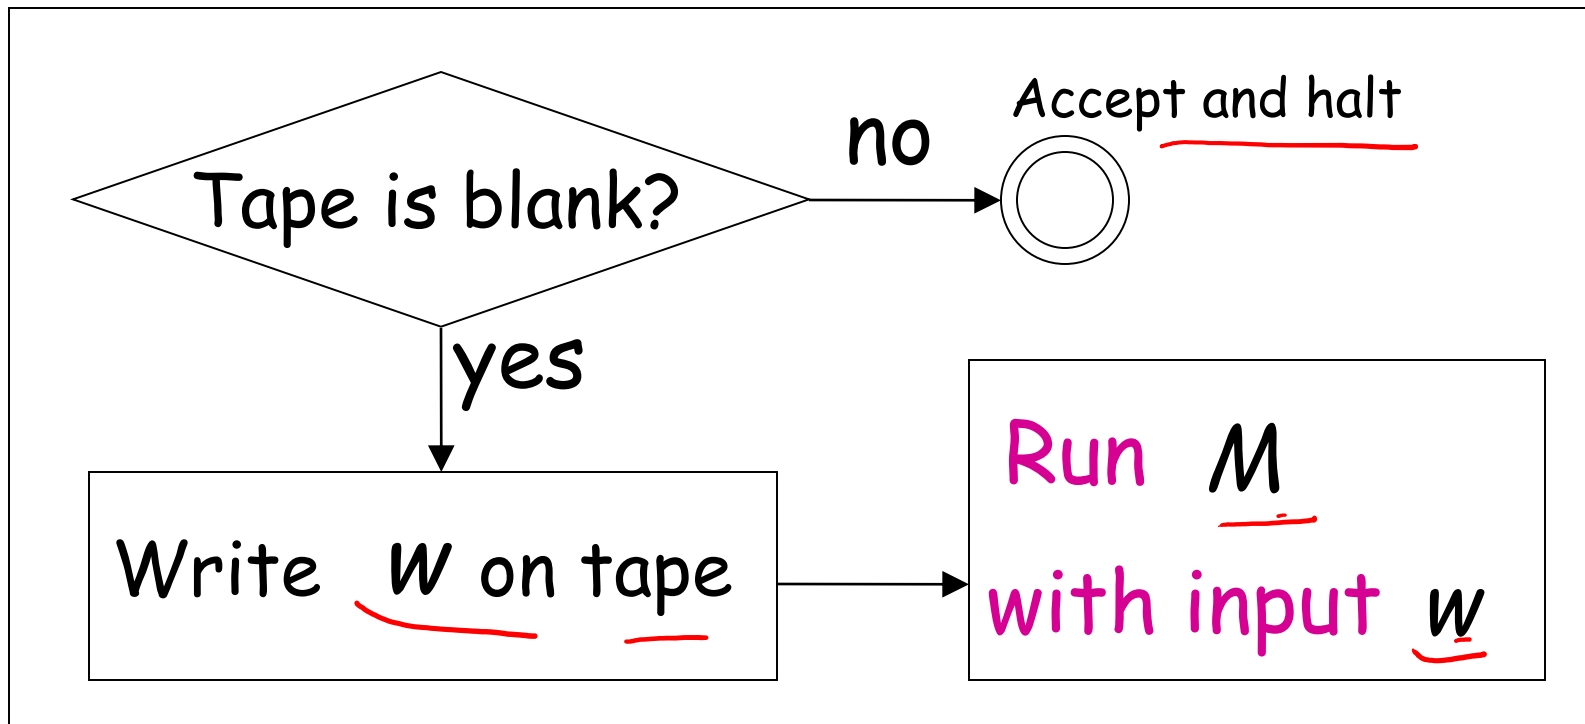 Accept and halt
no
Tape is blank?
yes
Write w on tape
Run M
with input w